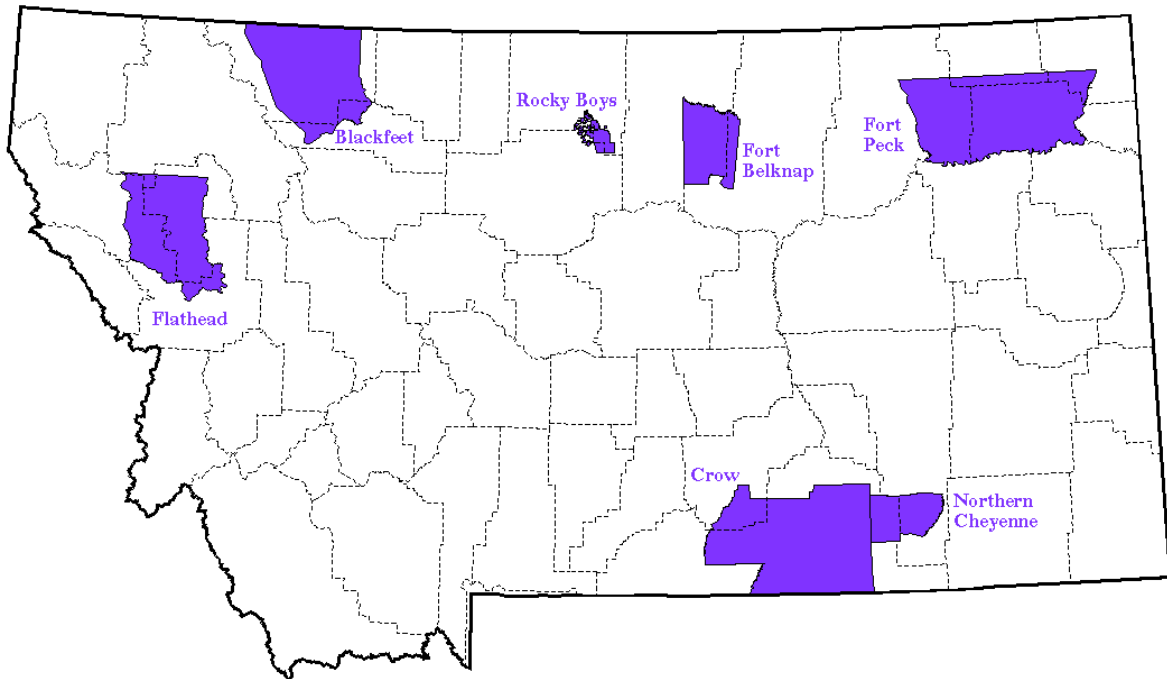 Rocky Boys
Blackfeet
Fort
Peck
Fort
Belknap
Flathead
Crow
Northern
Cheyenne